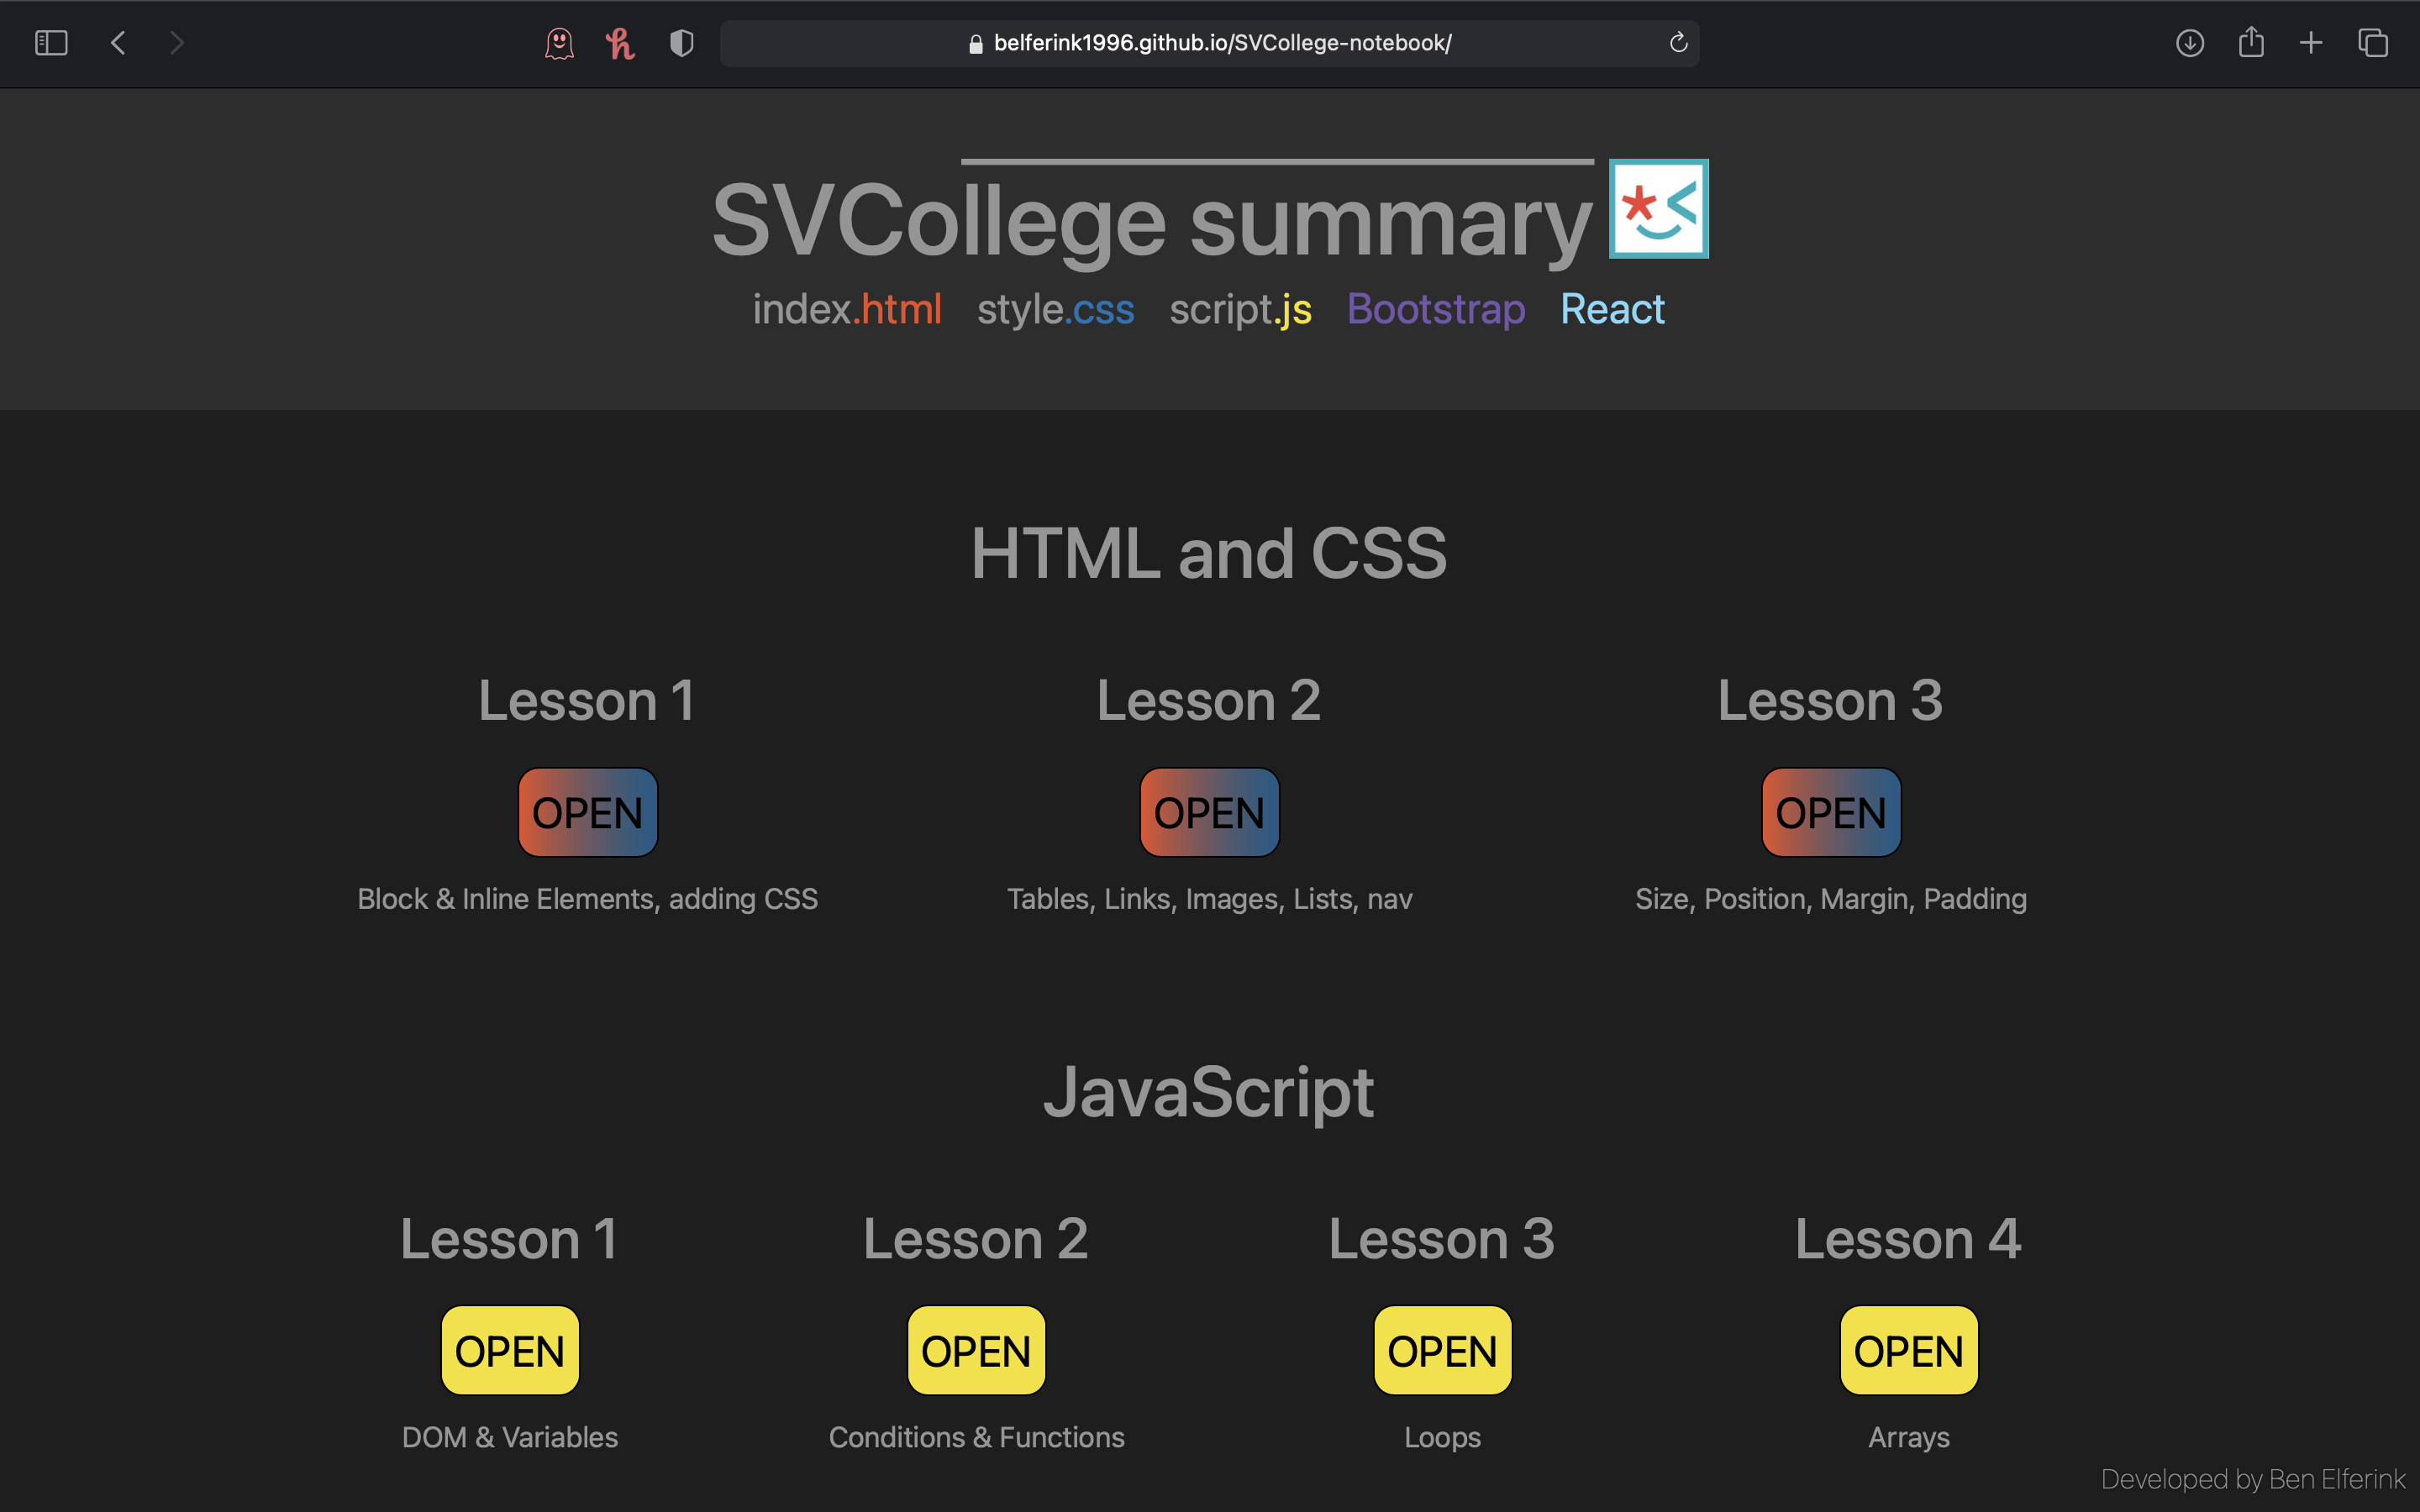 belferink1996.github.io/SVCollege-notebook/
SVCollege summary
index.html style.css script.js Bootstrap React
HTML and CSS
Lesson 1 Lesson 2 Lesson 3
OPEN OPEN OPEN
Block & Inline Elements, adding CSS Tables, Links, Images, Lists, nav Size, Position, Margin, Padding
JavaScript
Lesson 1 Lesson 2 Lesson 3 Lesson 4
OPEN OPEN OPEN OPEN
DOM & Variables Conditions & Functions Loops Arrays
Developed by Ben Elferink